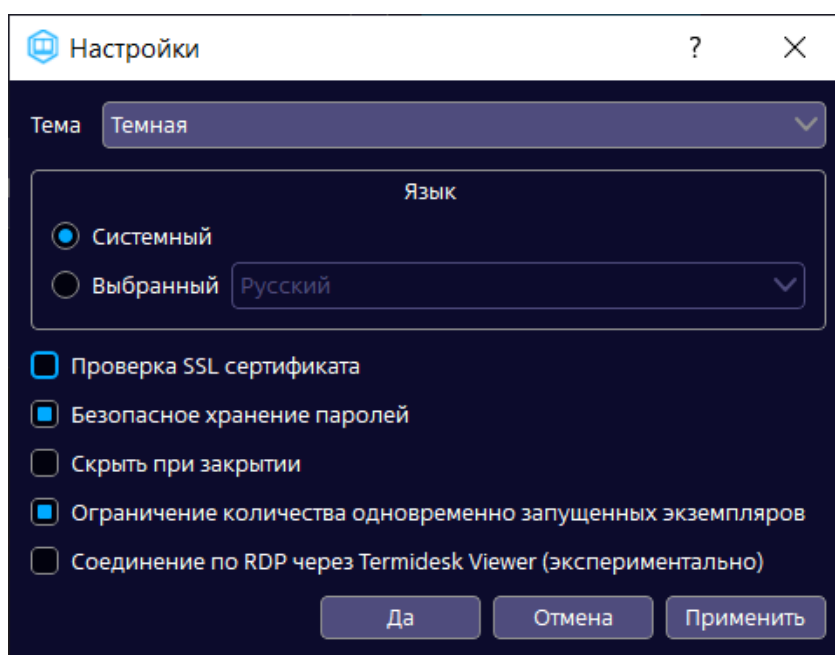 Настройки ?
Тема Темная
Язык
Системный
Выбранный Русский
Проверка SSL сертификата
Безопасное хранение паролей
Скрыть при закрытии
Ограничение количества одновременно запущенных экземпляров
Соединение по RDP через Termidesk Viewer (экспериментально)
Да Отмена Применить